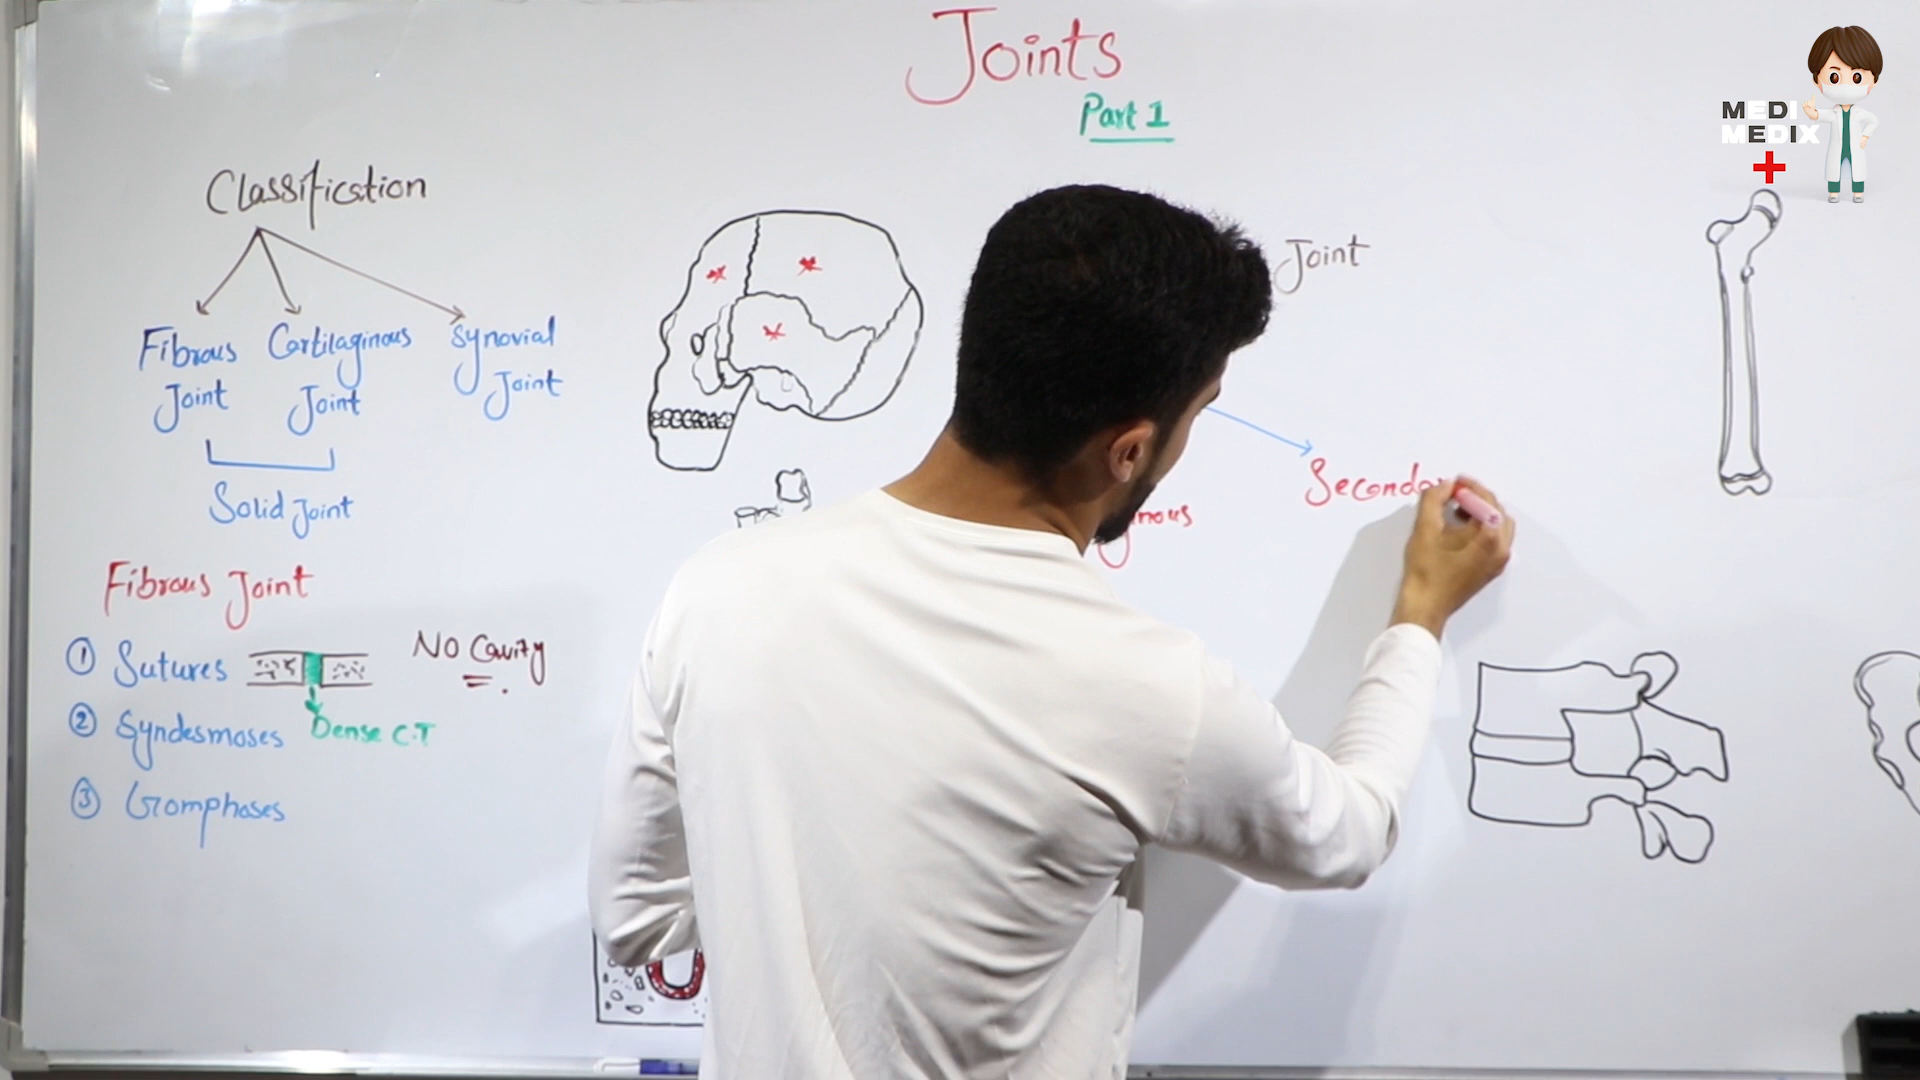 Joints
Part 1
MEDI
MEDIX
Classification
Fibrous Joint
Cartilaginous Joint
Synovial Joint
Solid Joint
Fibrous Joint
① Sutures
No Cavity
Dense C.T
② Syndesmoses
③ Gomphoses
Joint
Seconda